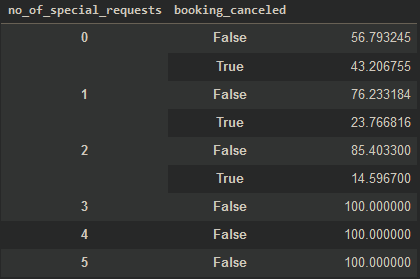 no_of_special_requests booking_canceled
0 False 56.793245
True 43.206755
1 False 76.233184
True 23.766816
2 False 85.403300
True 14.596700
3 False 100.000000
4 False 100.000000
5 False 100.000000